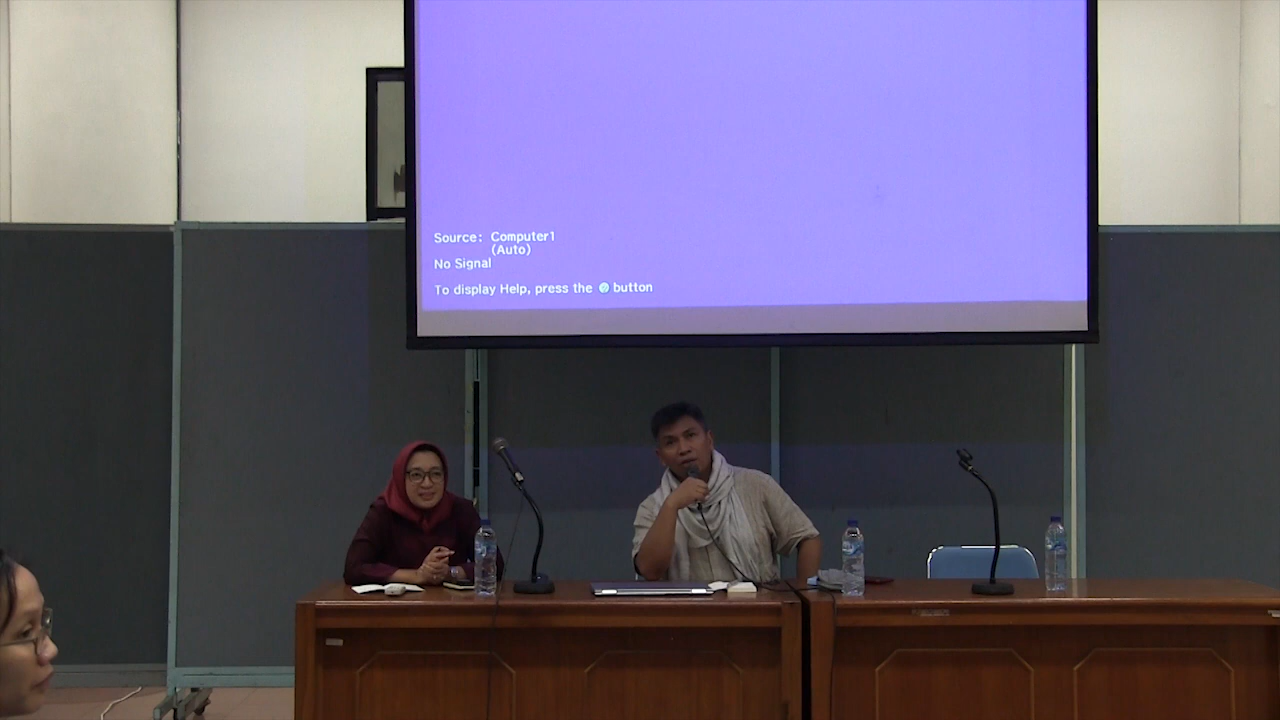 Source: Computer1
(Auto)
No Signal
To display Help, press the button